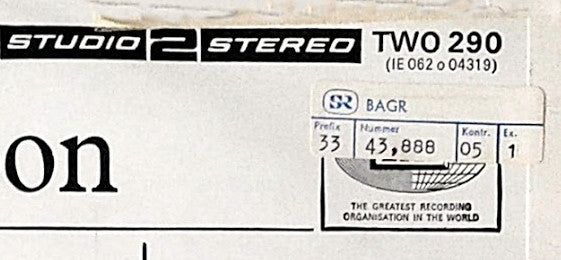 STUDIO 2 STEREO TWO 290
(IE 062 o 04319)
SR BAGR
Prefix Nummer Kontr. Ex.
33 43,888 05 1
on
THE GREATEST RECORDING
ORGANISATION IN THE WORLD